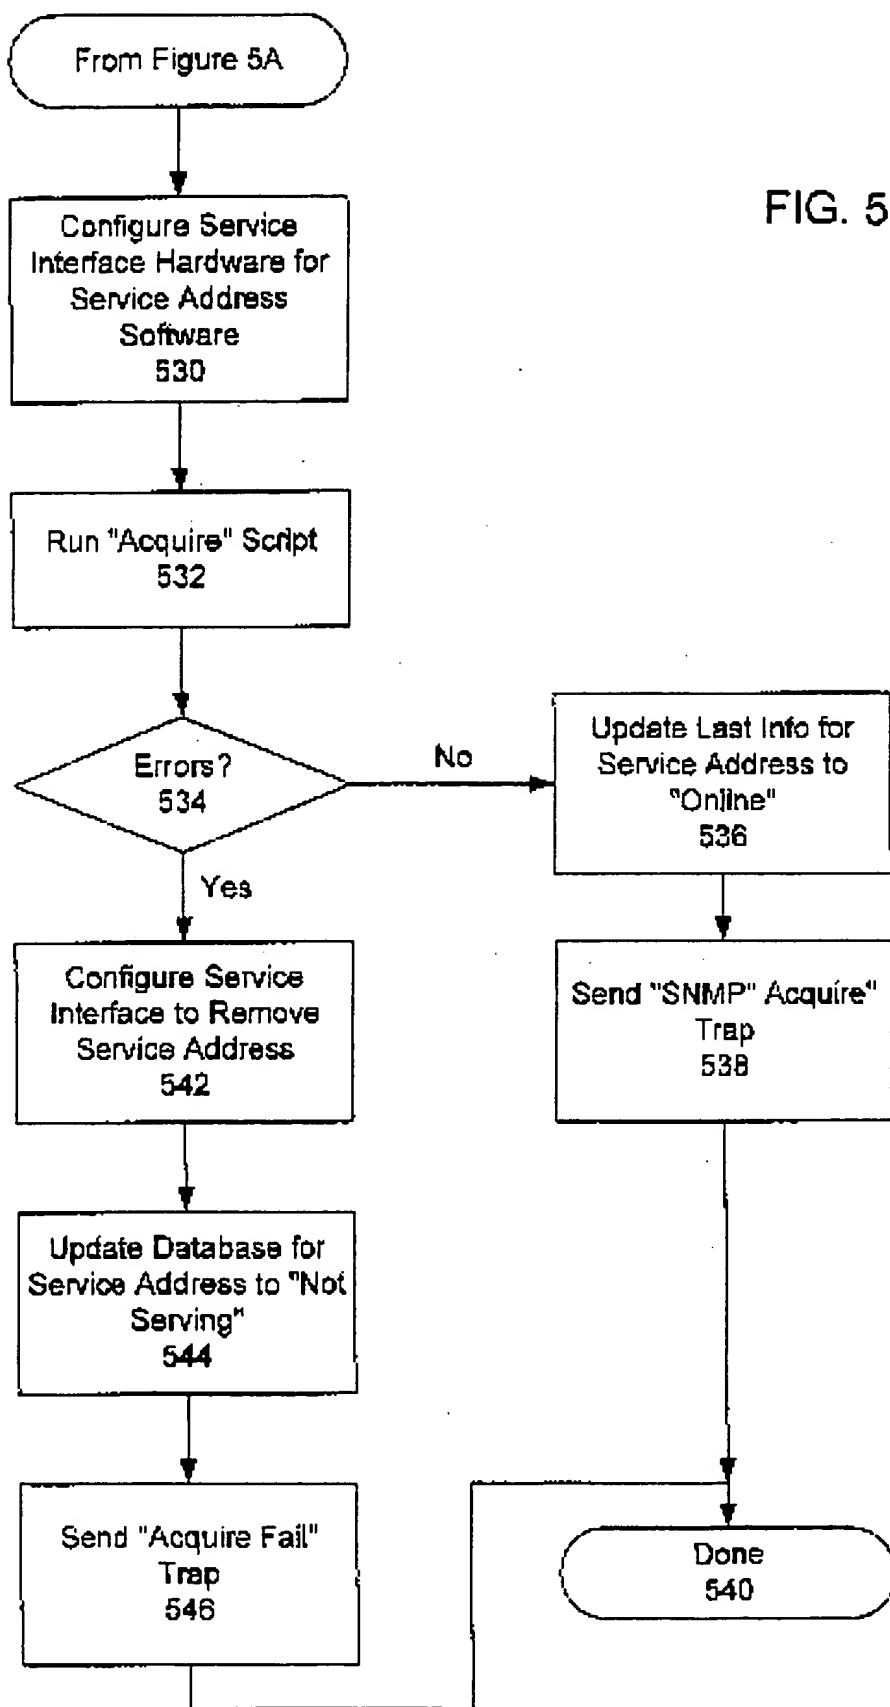 From Figure 5A
FIG. 5
Configure Service
Interface Hardware for
Service Address
Software
530
Run "Acquire" Script
532
Errors?
534
No
Update Last Info for
Service Address to
"Online"
536
Yes
Send "SNMP" Acquire"
Trap
538
Configure Service
Interface to Remove
Service Address
542
Update Database for
Service Address to "Not
Serving"
544
Send "Acquire Fail"
Trap
546
Done
540